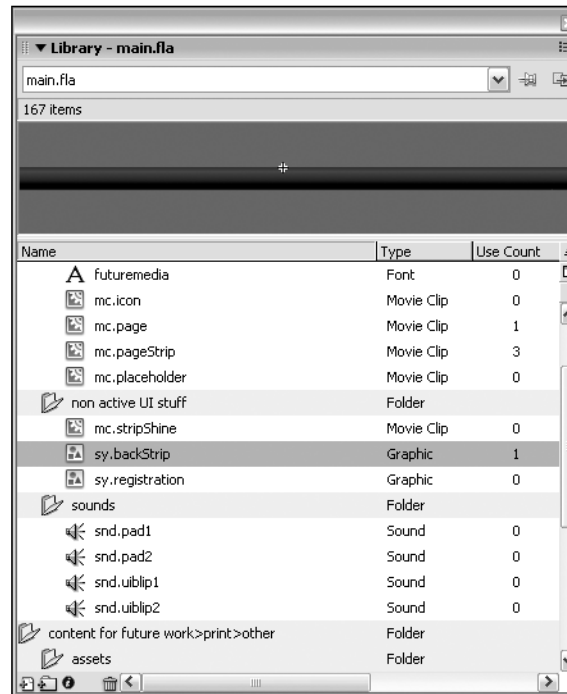 Library - main.fla
main.fla
167 items
Name Type Use Count
futuremedia Font 0
mc.icon Movie Clip 0
mc.page Movie Clip 1
mc.pageStrip Movie Clip 3
mc.placeholder Movie Clip 0
non active UI stuff Folder
mc.stripShine Movie Clip 0
sy.backStrip Graphic 1
sy.registration Graphic 0
sounds Folder
snd.pad1 Sound 0
snd.pad2 Sound 0
snd.uiblip1 Sound 0
snd.uiblip2 Sound 0
content for future work>print>other Folder
assets Folder